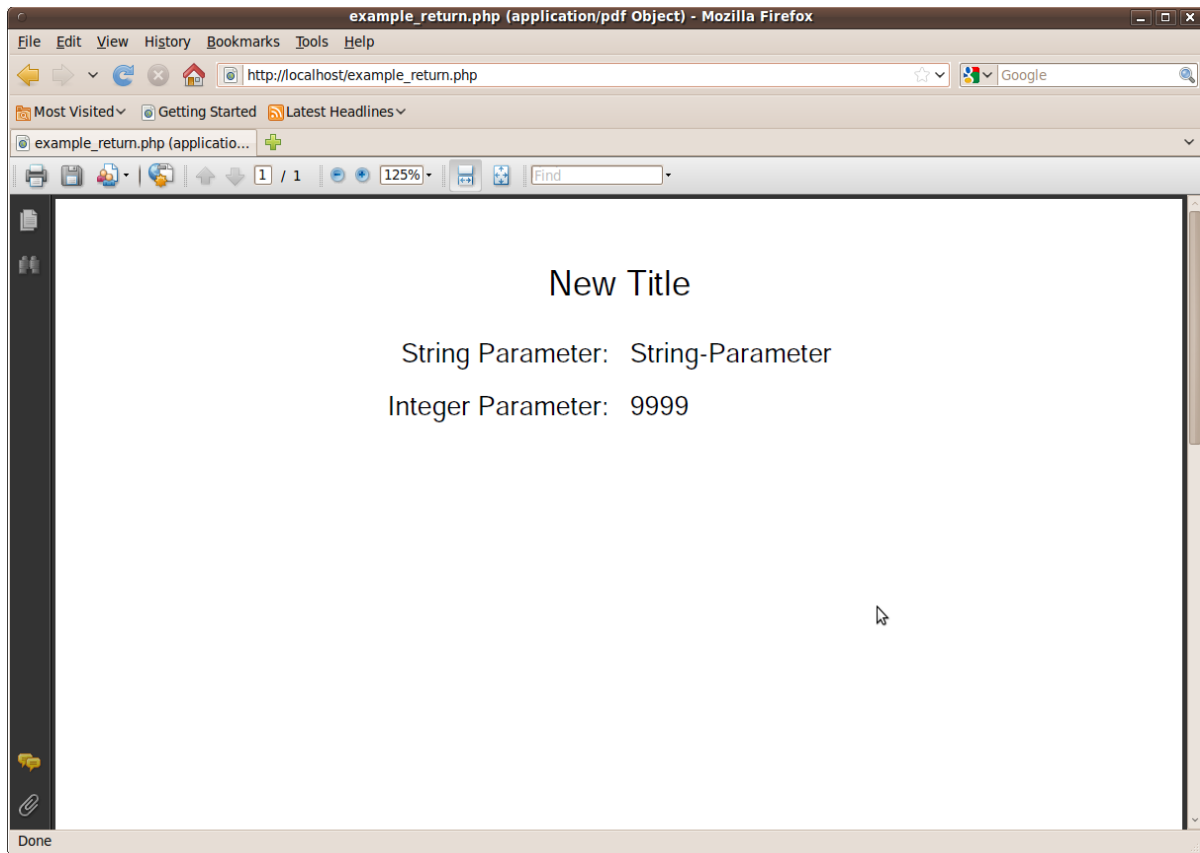 example_return.php (application/pdf Object) - Mozilla Firefox
File Edit View History Bookmarks Tools Help
http://localhost/example_return.php Google
Most Visited Getting Started Latest Headlines
example_return.php (applicatio...
1 / 1 125% Find
New Title
String Parameter: String-Parameter
Integer Parameter: 9999
Done